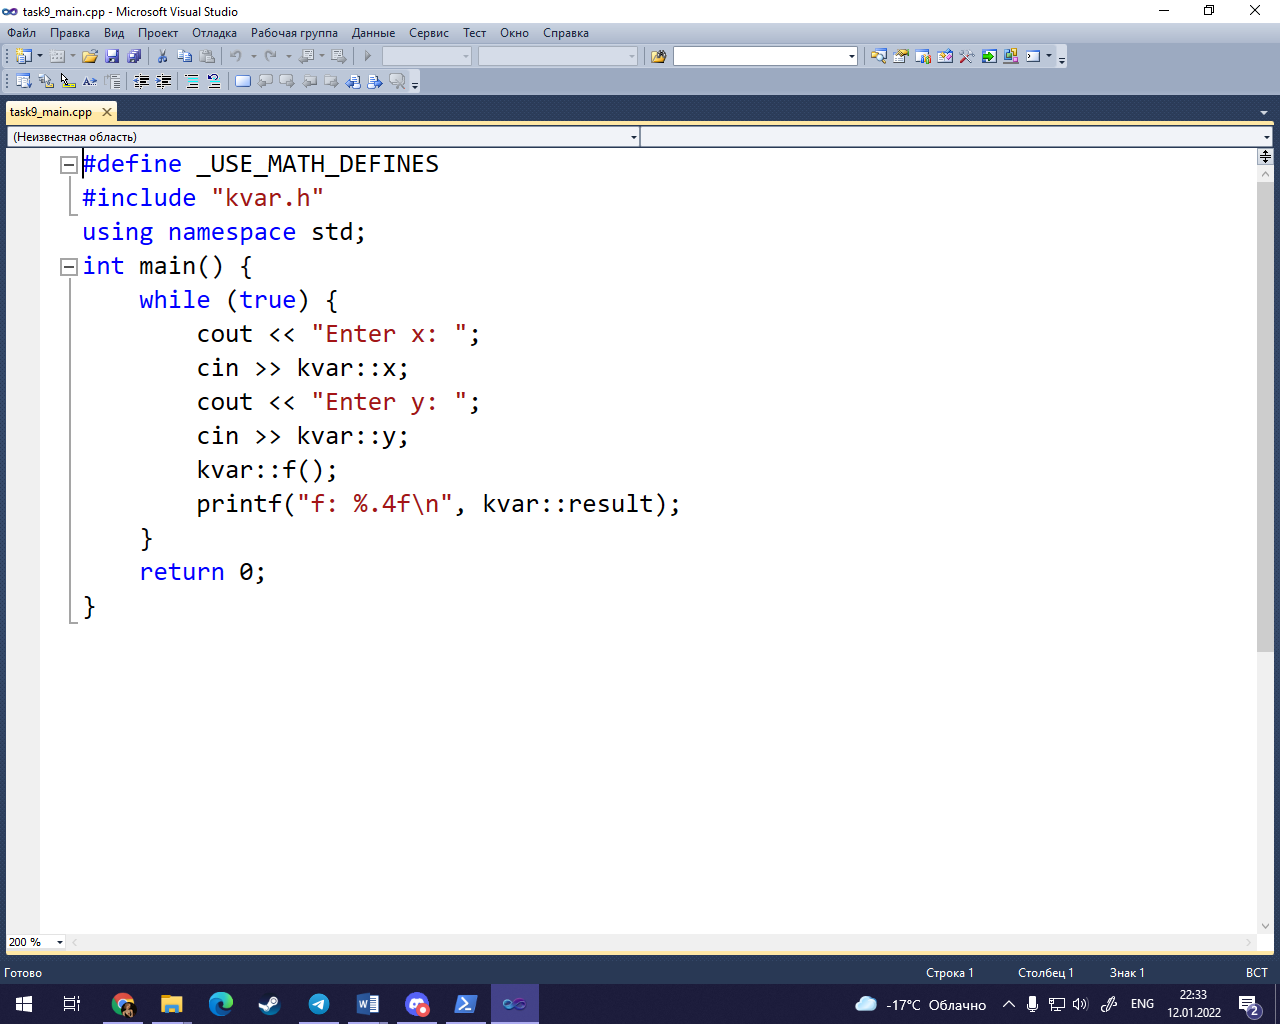 task9_main.cpp - Microsoft Visual Studio
Файл Правка Вид Проект Отладка Рабочая группа Данные Сервис Тест Окно Справка
task9_main.cpp
(Неизвестная область)
#define _USE_MATH_DEFINES
#include "kvar.h"
using namespace std;
int main() {
    while (true) {
        cout << "Enter x: ";
        cin >> kvar::x;
        cout << "Enter y: ";
        cin >> kvar::y;
        kvar::f();
        printf("f: %.4f\n", kvar::result);
    }
    return 0;
}
200 %
Готово Строка 1 Столбец 1 Знак 1 ВСТ
-17°C Облачно ENG 22:33
12.01.2022 2